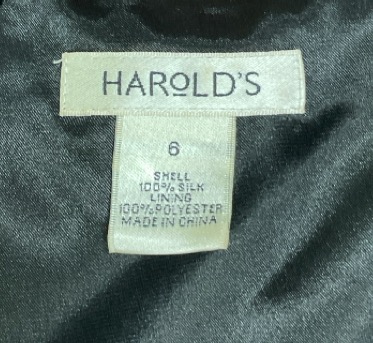 HAROLD'S
6
SHELL
100% SILK
LINING
100% POLYESTER
MADE IN CHINA